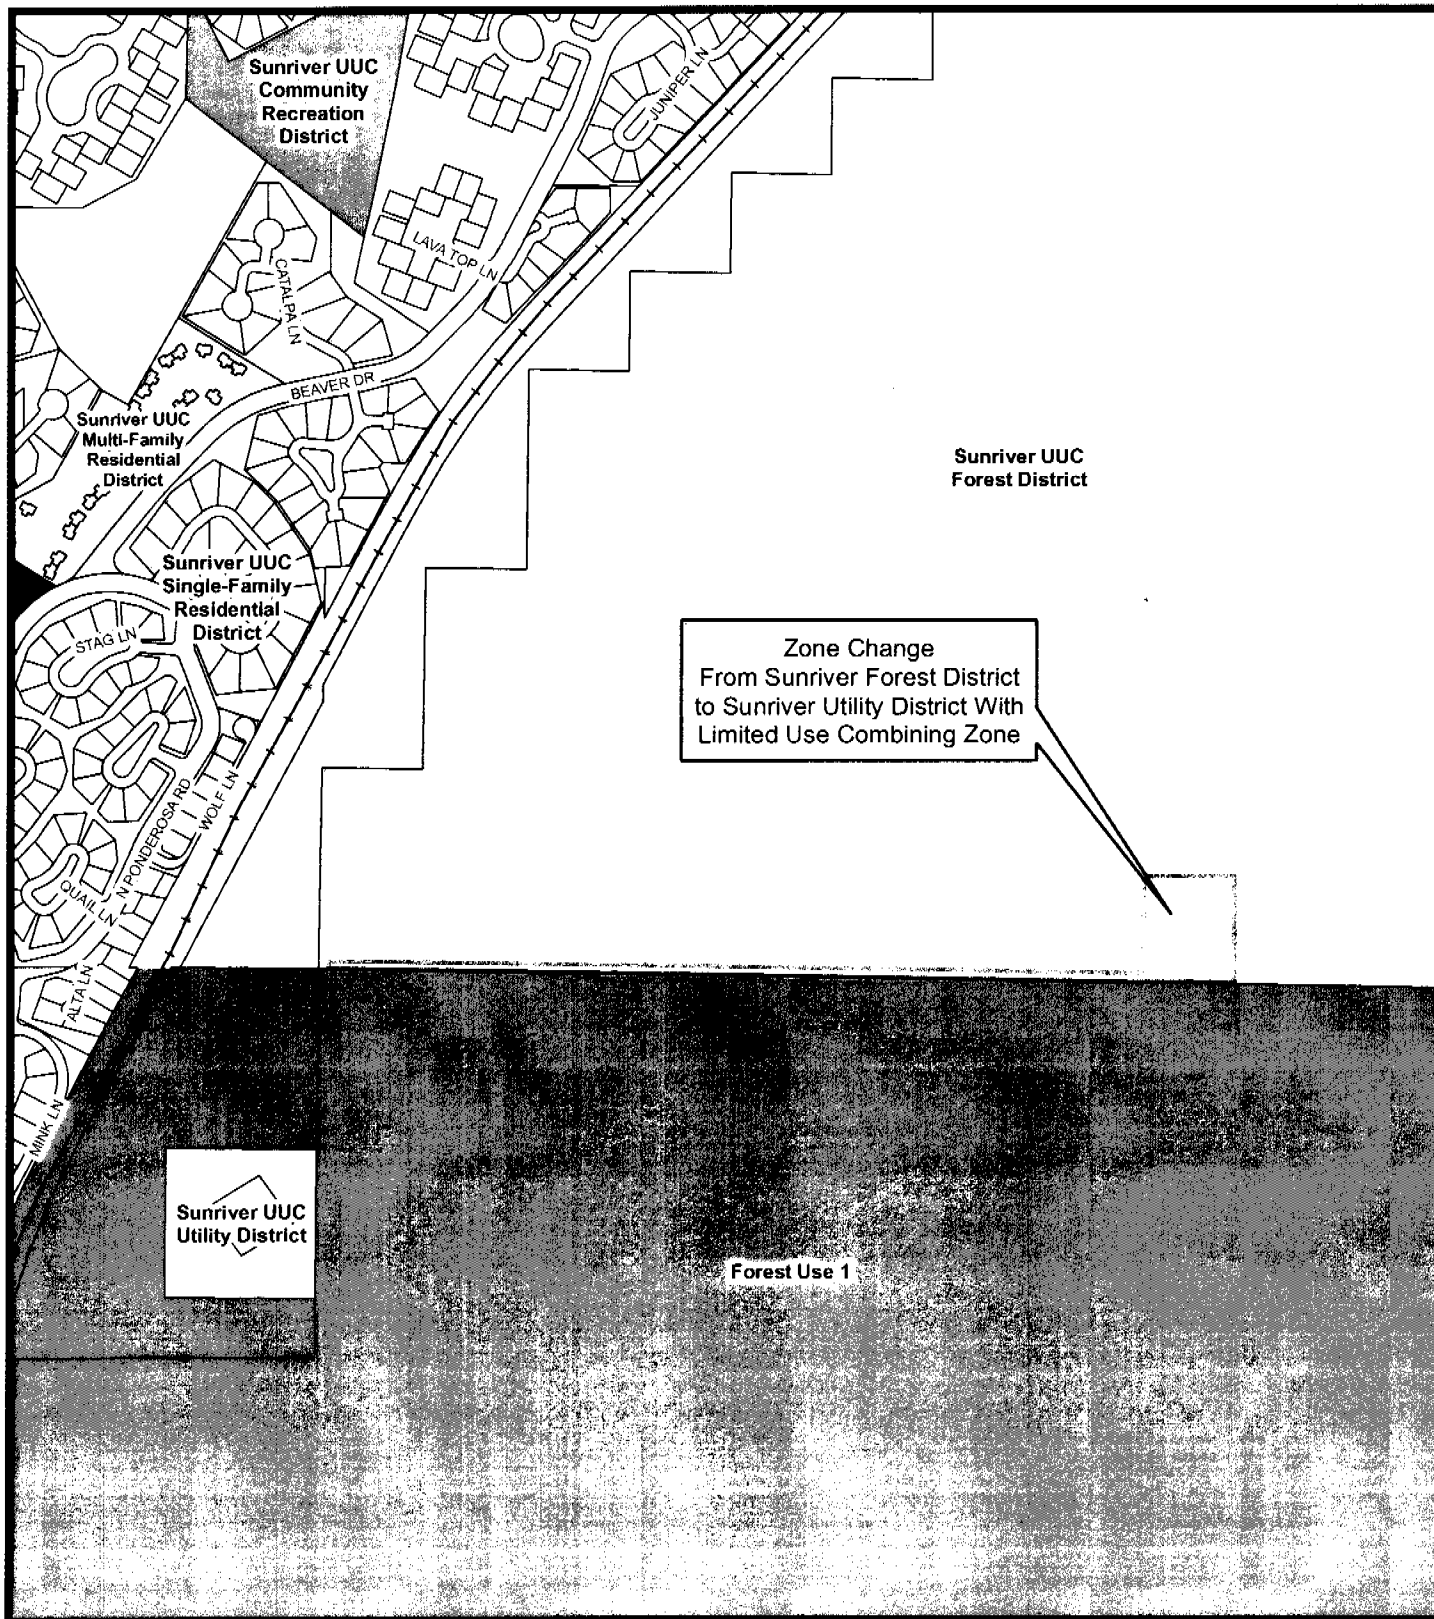 Sunriver UUC
Community
Recreation
District
JUNIPER LN
LAVA TOP LN
CATALPA LN
BEAVER DR
Sunriver UUC
Multi-Family
Residential
District
Sunriver UUC
Forest District
Sunriver UUC
Single-Family
Residential
District
STAG LN
Zone Change
From Sunriver Forest District
to Sunriver Utility District With
Limited Use Combining Zone
WOLF LN
N PONDEROSA RD
QUAIL LN
ALTA LN
MINK LN
Sunriver UUC
Utility District
Forest Use 1